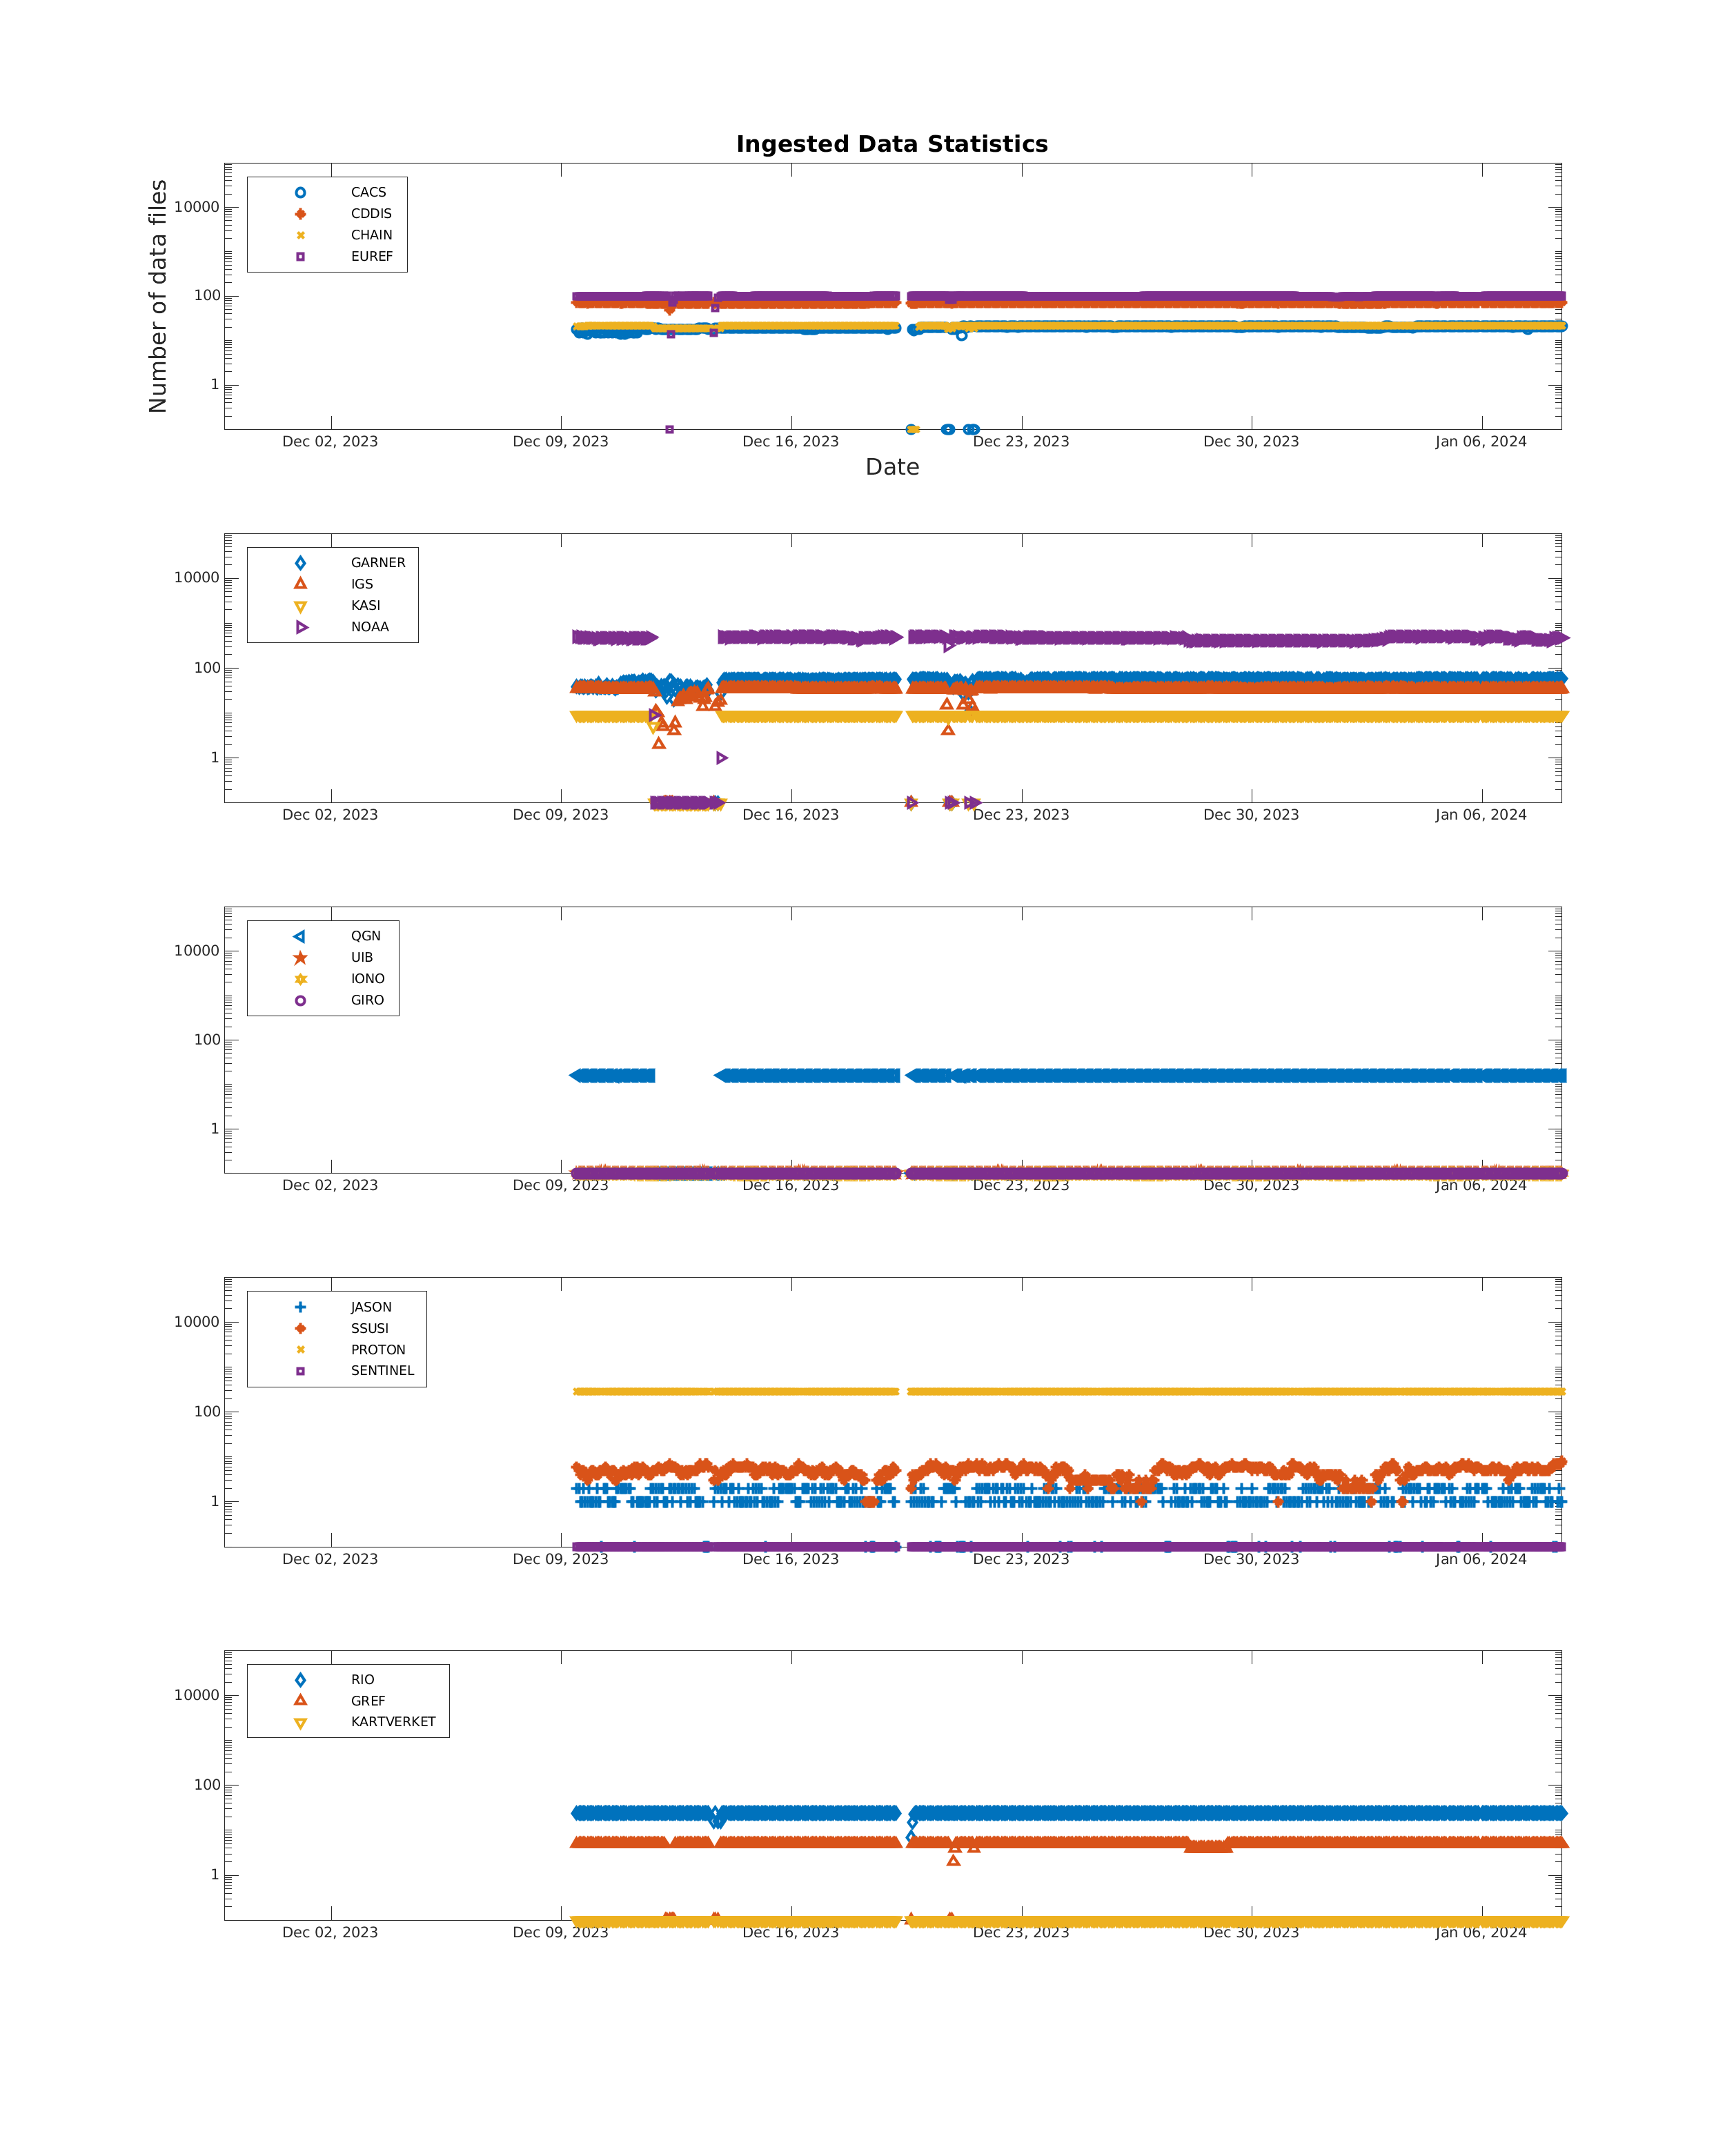 Ingested Data Statistics
Number of data files
10000
100
1
CACS
CDDIS
CHAIN
EUREF
Dec 02, 2023 Dec 09, 2023 Dec 16, 2023 Dec 23, 2023 Dec 30, 2023 Jan 06, 2024
Date
10000
100
1
GARNER
IGS
KASI
NOAA
Dec 02, 2023 Dec 09, 2023 Dec 16, 2023 Dec 23, 2023 Dec 30, 2023 Jan 06, 2024
10000
100
1
QGN
UIB
IONO
GIRO
Dec 02, 2023 Dec 09, 2023 Dec 16, 2023 Dec 23, 2023 Dec 30, 2023 Jan 06, 2024
10000
100
1
JASON
SSUSI
PROTON
SENTINEL
Dec 02, 2023 Dec 09, 2023 Dec 16, 2023 Dec 23, 2023 Dec 30, 2023 Jan 06, 2024
10000
100
1
RIO
GREF
KARTVERKET
Dec 02, 2023 Dec 09, 2023 Dec 16, 2023 Dec 23, 2023 Dec 30, 2023 Jan 06, 2024